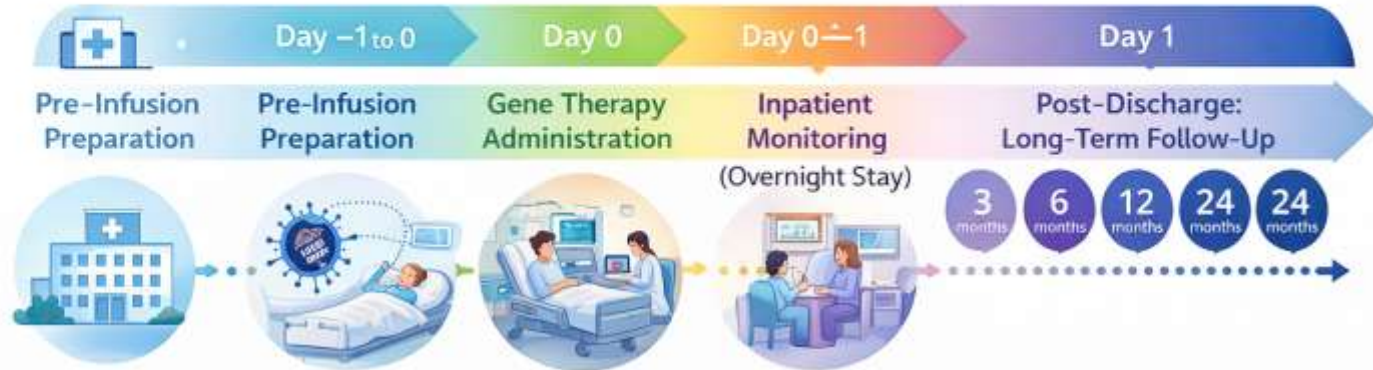 Day −1 to 0
Day 0
Day 0–1
Day 1
Pre-Infusion
Preparation
Pre-Infusion
Preparation
Gene Therapy
Administration
Inpatient
Monitoring
(Overnight Stay)
Post-Discharge:
Long-Term Follow-Up
3
months
6
months
12
months
24
months
24
months